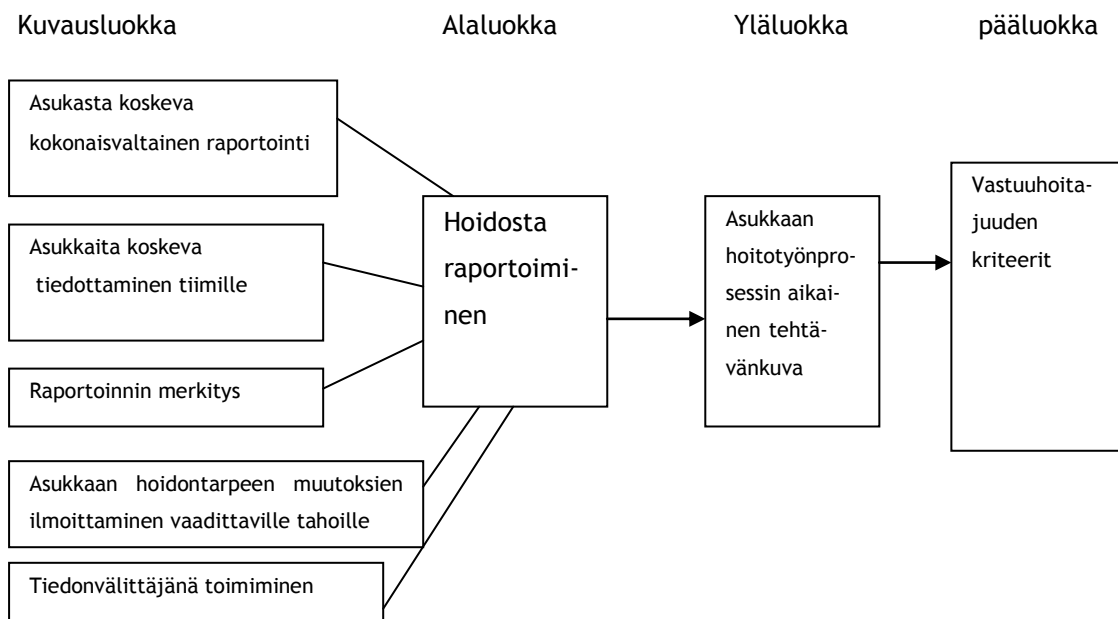 Kuvausluokka Alaluokka Yläluokka pääluokka
Asukasta koskeva
kokonaisvaltainen raportointi
Asukkaita koskeva
tiedottaminen tiimille
Raportoinnin merkitys
Asukkaan hoidontarpeen muutoksien
ilmoittaminen vaadittaville tahoille
Tiedonvälittäjänä toimiminen
Hoidosta
raportoimi-
nen
Asukkaan
hoitotyönpro-
sessin aikai-
nen tehtä-
vänkuva
Vastuuhoita-
juuden
kriteerit